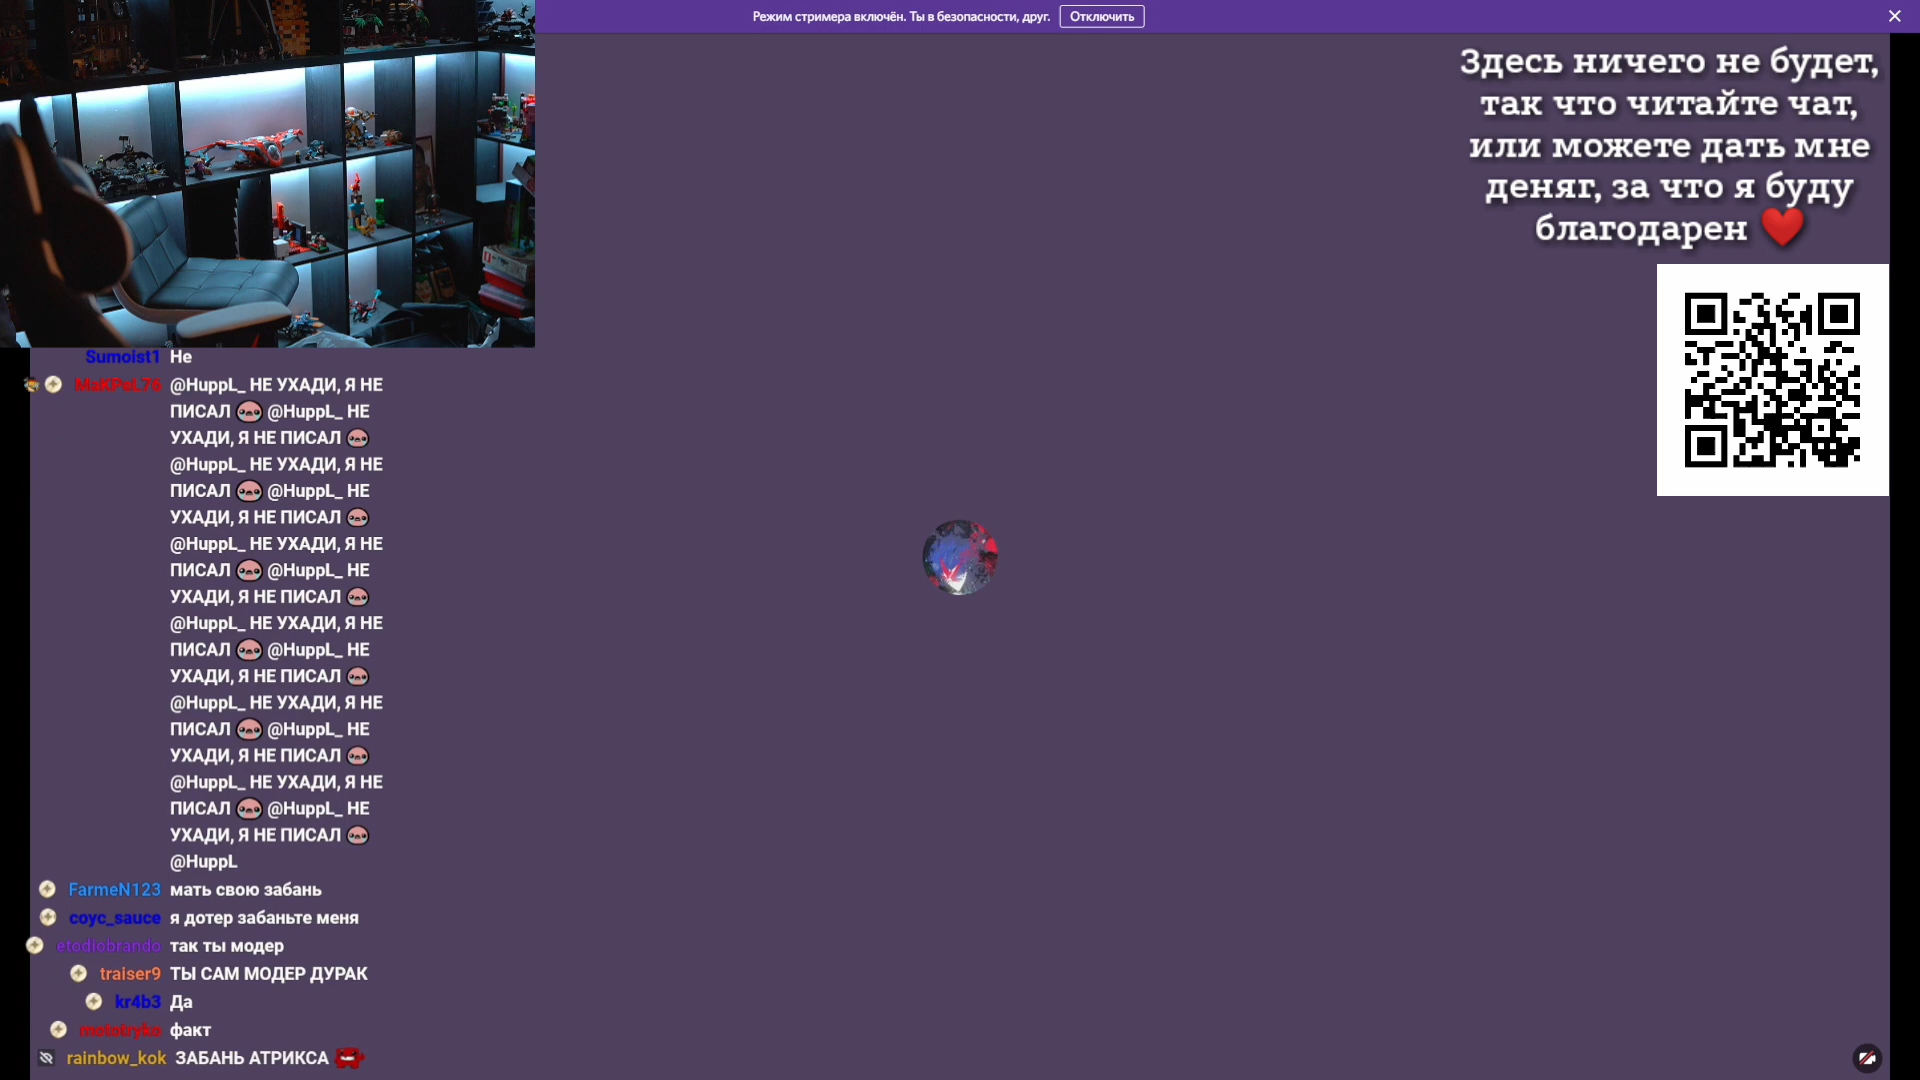 Режим стримера включён. Ты в безопасности, друг. Отключить
Здесь ничего не будет,
так что читайте чат,
или можете дать мне
деняг, за что я буду
благодарен
Sumoist1 Не
MaKPeL76 @HuppL_ НЕ УХАДИ, Я НЕ
ПИСАЛ @HuppL_ НЕ
УХАДИ, Я НЕ ПИСАЛ
@HuppL_ НЕ УХАДИ, Я НЕ
ПИСАЛ @HuppL_ НЕ
УХАДИ, Я НЕ ПИСАЛ
@HuppL_ НЕ УХАДИ, Я НЕ
ПИСАЛ @HuppL_ НЕ
УХАДИ, Я НЕ ПИСАЛ
@HuppL_ НЕ УХАДИ, Я НЕ
ПИСАЛ @HuppL_ НЕ
УХАДИ, Я НЕ ПИСАЛ
@HuppL_ НЕ УХАДИ, Я НЕ
ПИСАЛ @HuppL_ НЕ
УХАДИ, Я НЕ ПИСАЛ
@HuppL_ НЕ УХАДИ, Я НЕ
ПИСАЛ @HuppL_ НЕ
УХАДИ, Я НЕ ПИСАЛ
@HuppL
FarmeN123 мать свою забань
coyc_sauce я дотер забаньте меня
etodiobrando так ты модер
traiser9 ТЫ САМ МОДЕР ДУРАК
kr4b3 Да
факт
rainbow_kok ЗАБАНЬ АТРИКСА